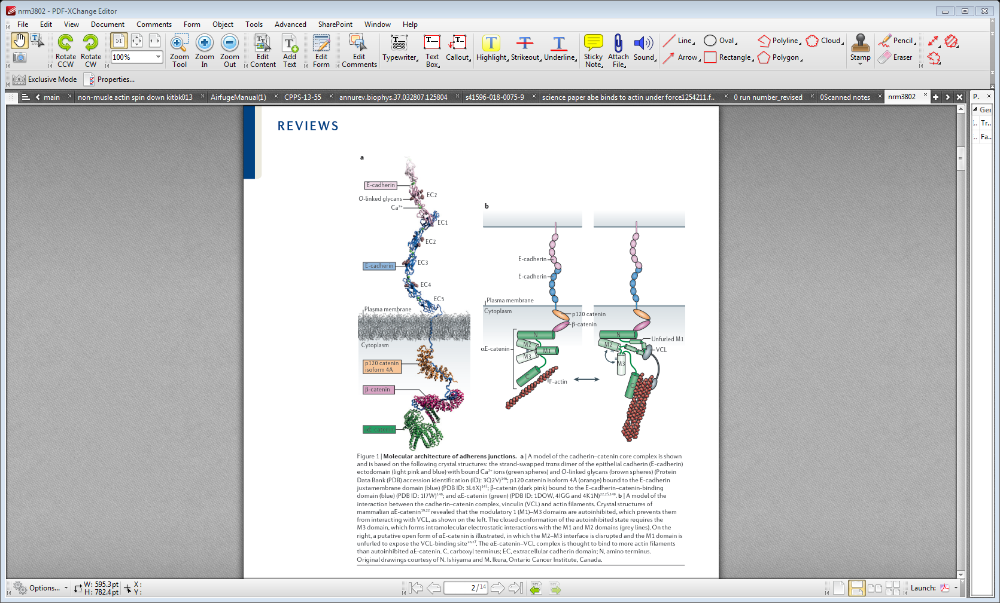 nrm3802 - PDF-XChange Editor
File Edit View Document Comments Form Object Tools Advanced SharePoint Window Help
Rotate CCW
Rotate CW
1:1
100%
Zoom Tool
Zoom In
Zoom Out
Edit Content
Add Text
Edit Form
Edit Comments
Typewriter
Text Box
Callout
Highlight
Strikeout
Underline
Sticky Note
Attach File
Sound
Line
Arrow
Oval
Rectangle
Polyline
Polygon
Cloud
Stamp
Pencil
Eraser
Exclusive Mode
Properties...
main
non-musle actin spin down kitbk013
AirfugeManual(1)
CPPS-13-55
annurev.biophys.37.032807.125804
s41596-018-0075-9
science paper abe binds to actin under force1254211.f..
0 run number_revised
0Scanned notes
nrm3802
P.
Ger
Tr..
Fa..
REVIEWS
a
E-cadherin
O-linked glycans
Ca²⁺
EC2
EC1
EC2
E-cadherin
EC3
EC4
EC5
Plasma membrane
Cytoplasm
p120 catenin
isoform 4A
β-catenin
αE-catenin
b
E-cadherin
E-cadherin
Plasma membrane
Cytoplasm
p120 catenin
β-catenin
αE-catenin
N
M2
M1
M3
C
F-actin
N
M2
M3
C
Unfurled M1
VCL
Figure 1 | Molecular architecture of adherens junctions. a | A model of the cadherin–catenin core complex is shown
and is based on the following crystal structures: the strand-swapped trans dimer of the epithelial cadherin (E-cadherin)
ectodomain (light pink and blue) with bound Ca²⁺ ions (green spheres) and O-linked glycans (brown spheres) (Protein
Data Bank (PDB) accession identification (ID): 3Q2V)¹⁴⁶; p120 catenin isoform 4A (orange) bound to the E-cadherin
juxtamembrane domain (blue) (PDB ID: 3L6X)¹⁴⁷; β-catenin (dark pink) bound to the E-cadherin–catenin-binding
domain (blue) (PDB ID: 1I7W)¹⁴⁸; and αE-catenin (green) (PDB ID: 1DOW, 4IGG and 4K1N)²²,²⁵,¹⁴⁹. b | A model of the
interaction between the cadherin–catenin complex, vinculin (VCL) and actin filaments. Crystal structures of
mammalian αE-catenin¹⁹,²² revealed that the modulatory 1 (M1)–M3 domains are autoinhibited, which prevents them
from interacting with VCL, as shown on the left. The closed conformation of the autoinhibited state requires the
M3 domain, which forms intramolecular electrostatic interactions with the M1 and M2 domains (grey lines). On the
right, a putative open form of αE-catenin is illustrated, in which the M2–M3 interface is disrupted and the M1 domain is
unfurled to expose the VCL-binding site²⁶,²⁷. The αE-catenin–VCL complex is thought to bind to more actin filaments
than autoinhibited αE-catenin. C, carboxyl terminus; EC, extracellular cadherin domain; N, amino terminus.
Original drawings courtesy of N. Ishiyama and M. Ikura, Ontario Cancer Institute, Canada.
Options...
W: 595.3 pt
H: 782.4 pt
X :
Y :
2 / 14
Launch: